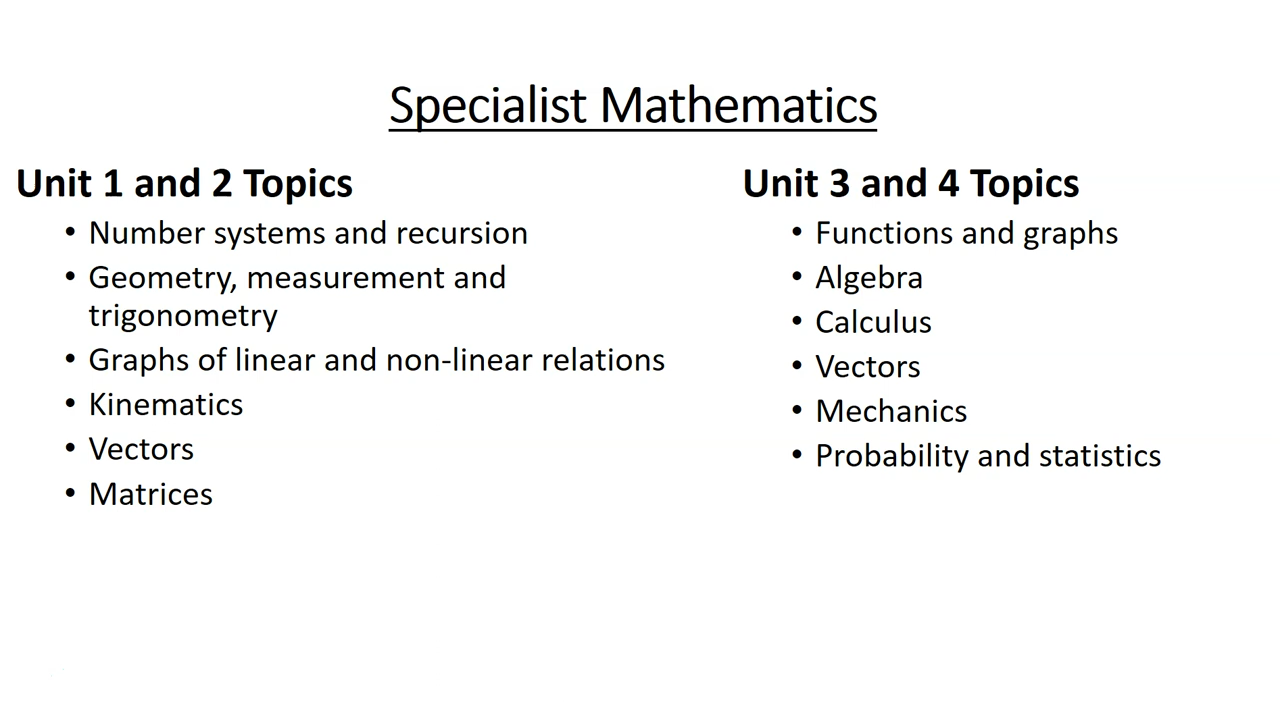 Specialist Mathematics
Unit 1 and 2 Topics
• Number systems and recursion
• Geometry, measurement and
trigonometry
• Graphs of linear and non-linear relations
• Kinematics
• Vectors
• Matrices
Unit 3 and 4 Topics
• Functions and graphs
• Algebra
• Calculus
• Vectors
• Mechanics
• Probability and statistics